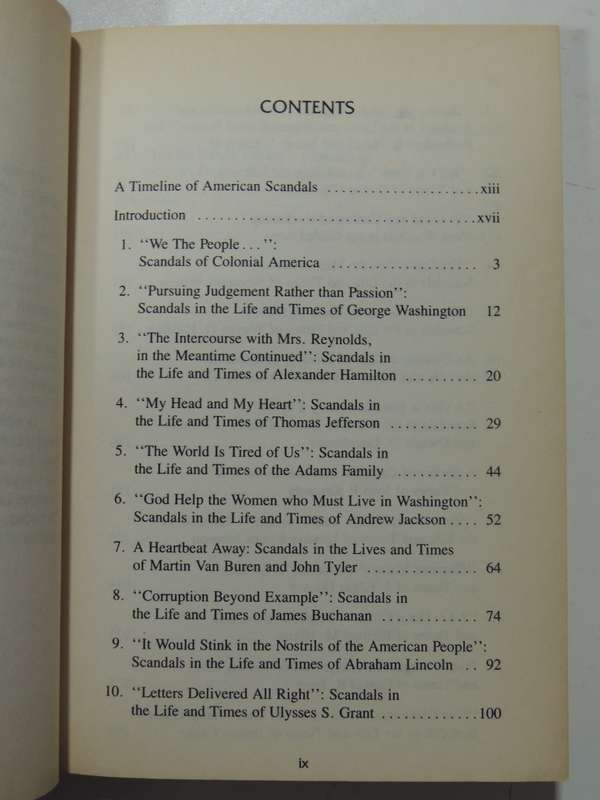 CONTENTS
A Timeline of American Scandals .....................xiii
Introduction .......................................xvii
1. ‘‘We The People...’’:
Scandals of Colonial America .................... 3
2. ‘‘Pursuing Judgement Rather than Passion’’:
Scandals in the Life and Times of George Washington 12
3. ‘‘The Intercourse with Mrs. Reynolds,
in the Meantime Continued’’: Scandals in
the Life and Times of Alexander Hamilton .......... 20
4. ‘‘My Head and My Heart’’: Scandals in
the Life and Times of Thomas Jefferson ............ 29
5. ‘‘The World Is Tired of Us’’: Scandals in
the Life and Times of the Adams Family ........... 44
6. ‘‘God Help the Women who Must Live in Washington’’:
Scandals in the Life and Times of Andrew Jackson.... 52
7. A Heartbeat Away: Scandals in the Lives and Times
of Martin Van Buren and John Tyler ............... 64
8. ‘‘Corruption Beyond Example’’: Scandals in
the Life and Times of James Buchanan ............. 74
9. ‘‘It Would Stink in the Nostrils of the American People’’:
Scandals in the Life and Times of Abraham Lincoln .. 92
10. ‘‘Letters Delivered All Right’’: Scandals in
the Life and Times of Ulysses S. Grant .............100
ix